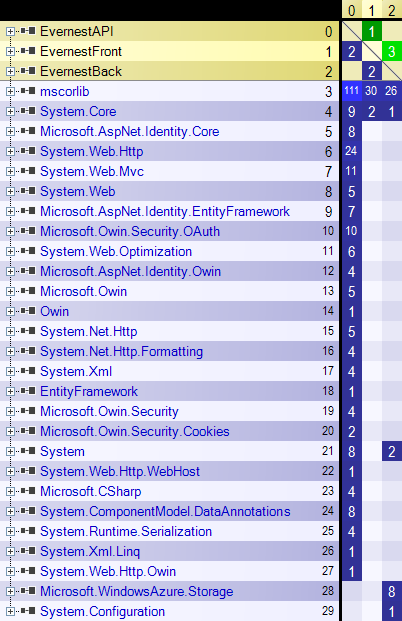 0 1 2
EvernestAPI 0 1
EvernestFront 1 2 3
EvernestBack 2 2
mscorlib 3 111 30 26
System.Core 4 9 2 1
Microsoft.AspNet.Identity.Core 5 8
System.Web.Http 6 24
System.Web.Mvc 7 11
System.Web 8 5
Microsoft.AspNet.Identity.EntityFramework 9 7
Microsoft.Owin.Security.OAuth 10 10
System.Web.Optimization 11 6
Microsoft.AspNet.Identity.Owin 12 4
Microsoft.Owin 13 5
Owin 14 1
System.Net.Http 15 5
System.Net.Http.Formatting 16 4
System.Xml 17 4
EntityFramework 18 1
Microsoft.Owin.Security 19 4
Microsoft.Owin.Security.Cookies 20 2
System 21 8 2
System.Web.Http.WebHost 22 1
Microsoft.CSharp 23 4
System.ComponentModel.DataAnnotations 24 8
System.Runtime.Serialization 25 4
System.Xml.Linq 26 1
System.Web.Http.Owin 27 1
Microsoft.WindowsAzure.Storage 28 8
System.Configuration 29 1